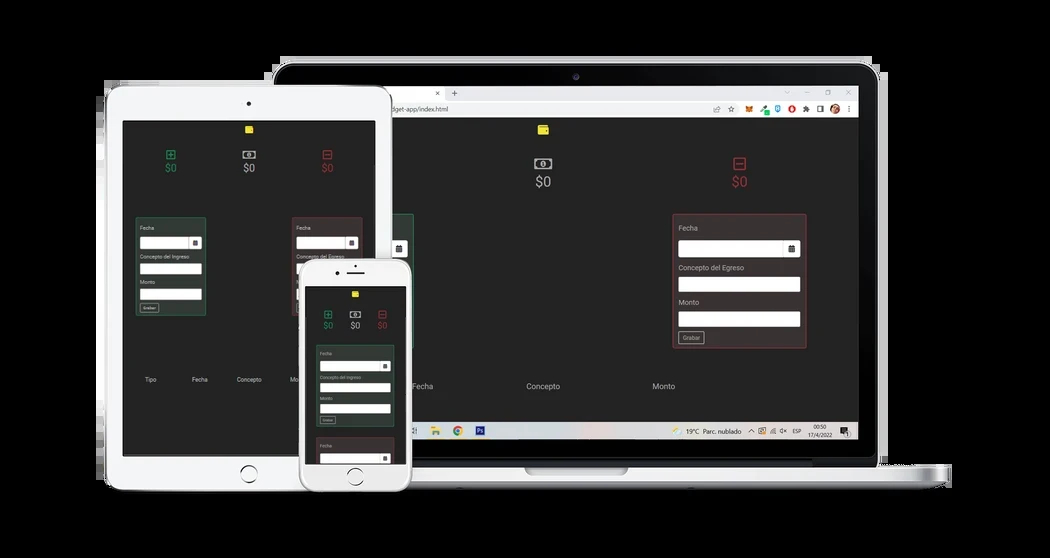 $0
$0
$0
Fecha
Concepto del Ingreso
Monto
Grabar
Fecha
Concepto del Egreso
Tipo
Fecha
Concepto
$0
$0
$0
Fecha
Concepto del Ingreso
Monto
Grabar
Fecha
dget-app/index.html
$0
$0
Fecha
Concepto del Egreso
Monto
Grabar
Fecha
Concepto
Monto
Ps
19°C Parc. nublado
ESP
00:50
17/4/2022